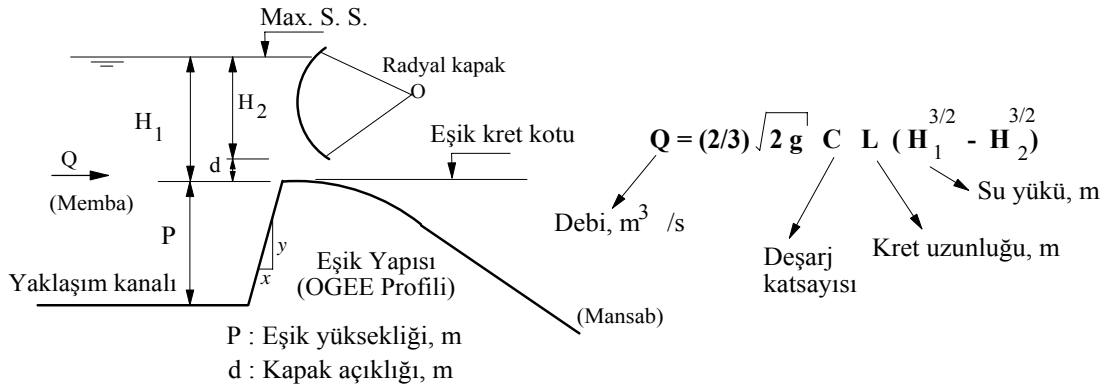 Max. S. S.
Radyal kapak
O
H1
H2
Eşik kret kotu
d
Q
(Memba)
P
y
x
Eşik Yapısı
(OGEE Profili)
Yaklaşım kanalı
(Mansab)
P : Eşik yüksekliği, m
d : Kapak açıklığı, m
Q = (2/3) √2 g C L ( H1^3/2 - H2^3/2)
Su yükü, m
Debi, m3 /s
Kret uzunluğu, m
Deşarj
katsayısı